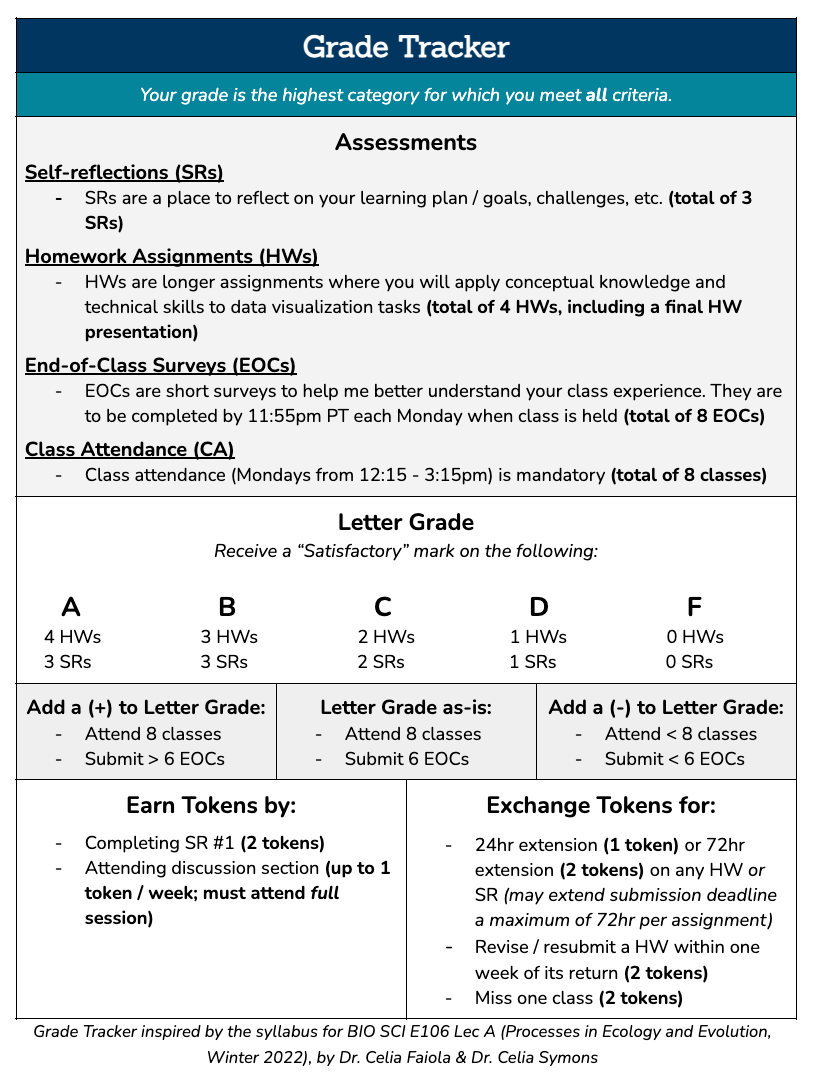 Grade Tracker
Your grade is the highest category for which you meet all criteria.
Assessments
Self-reflections (SRs)
- SRs are a place to reflect on your learning plan / goals, challenges, etc. (total of 3
SRs)
Homework Assignments (HWs)
- HWs are longer assignments where you will apply conceptual knowledge and
technical skills to data visualization tasks (total of 4 HWs, including a final HW
presentation)
End-of-Class Surveys (EOCs)
- EOCs are short surveys to help me better understand your class experience. They are
to be completed by 11:55pm PT each Monday when class is held (total of 8 EOCs)
Class Attendance (CA)
- Class attendance (Mondays from 12:15 - 3:15pm) is mandatory (total of 8 classes)
Letter Grade
Receive a “Satisfactory” mark on the following:
A B C D F
4 HWs 3 HWs 2 HWs 1 HWs 0 HWs
3 SRs 3 SRs 2 SRs 1 SRs 0 SRs
Add a (+) to Letter Grade:
- Attend 8 classes
- Submit > 6 EOCs
Letter Grade as-is:
- Attend 8 classes
- Submit 6 EOCs
Add a (-) to Letter Grade:
- Attend < 8 classes
- Submit < 6 EOCs
Earn Tokens by:
- Completing SR #1 (2 tokens)
- Attending discussion section (up to 1
token / week; must attend full
session)
Exchange Tokens for:
- 24hr extension (1 token) or 72hr
extension (2 tokens) on any HW or
SR (may extend submission deadline
a maximum of 72hr per assignment)
- Revise / resubmit a HW within one
week of its return (2 tokens)
- Miss one class (2 tokens)
Grade Tracker inspired by the syllabus for BIO SCI E106 Lec A (Processes in Ecology and Evolution,
Winter 2022), by Dr. Celia Faiola & Dr. Celia Symons